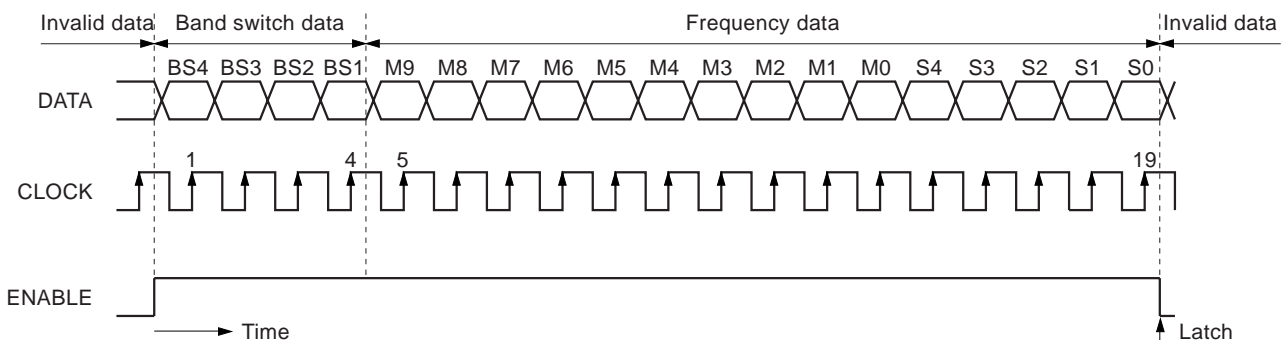 Invalid data Band switch data Frequency data Invalid data
BS4 BS3 BS2 BS1 M9 M8 M7 M6 M5 M4 M3 M2 M1 M0 S4 S3 S2 S1 S0
DATA
1 4 5 19
CLOCK
ENABLE
Time Latch